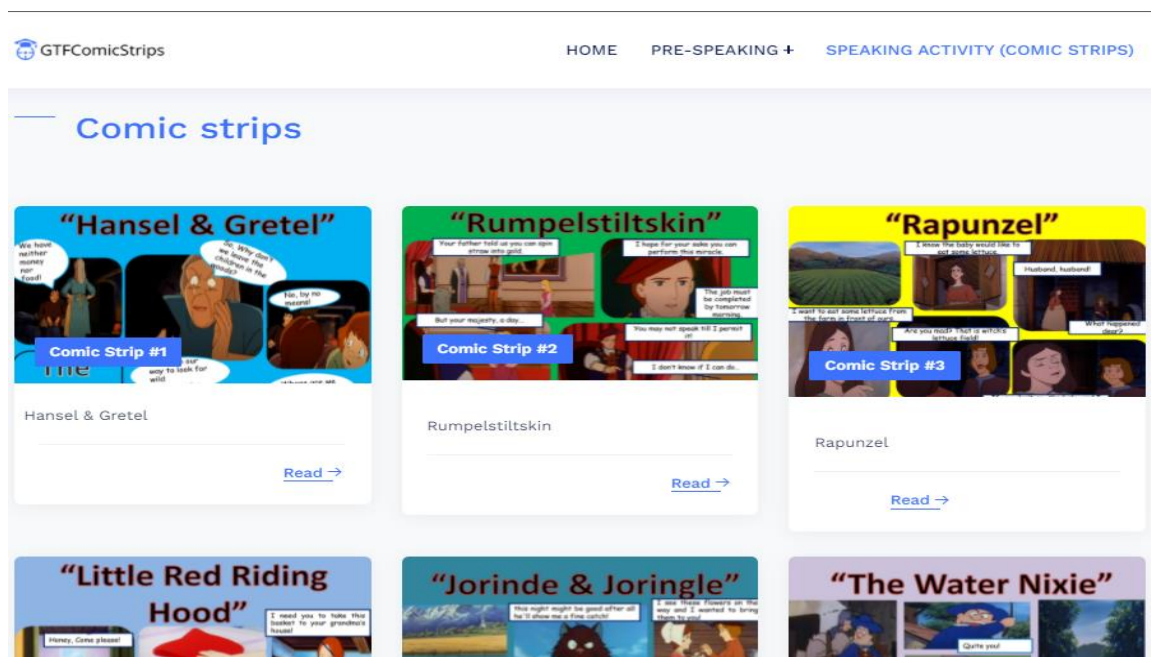 GTFComicStrips
HOME
PRE-SPEAKING +
SPEAKING ACTIVITY (COMIC STRIPS)
Comic strips
“Hansel & Gretel”
We have
neither
money
nor
food!
So, Why don't
we leave the
children in the
woods?
No, by no
means!
Comic Strip #1
The
our
way to look for
wild
Hansel & Gretel
Read →
“Rumpelstiltskin”
Your father told us you can spin
straw into gold.
I hope for your sake you can
perform this miracle.
The job must
be completed
by tomorrow
morning.
But your majesty, a day...
You may not speak till I permit
it!
Comic Strip #2
I don't know if I can do...
Rumpelstiltskin
Read →
“Rapunzel”
I know the baby would like to
eat some lettuce.
Husband, husband!
I want to eat some lettuce from
the farm in front of ours.
What happened
dear?
Are you mad? That is witch's
lettuce field!
Comic Strip #3
Rapunzel
Read →
“Little Red Riding
Hood”
I need you to take this
basket to your grandma's
house!
Honey, Come please!
“Jorinde & Joringle”
this night might be good after all
he'll show me a fine catch!
I see these flowers on the
way and I wanted to bring
them to you!
“The Water Nixie”
Quite you!